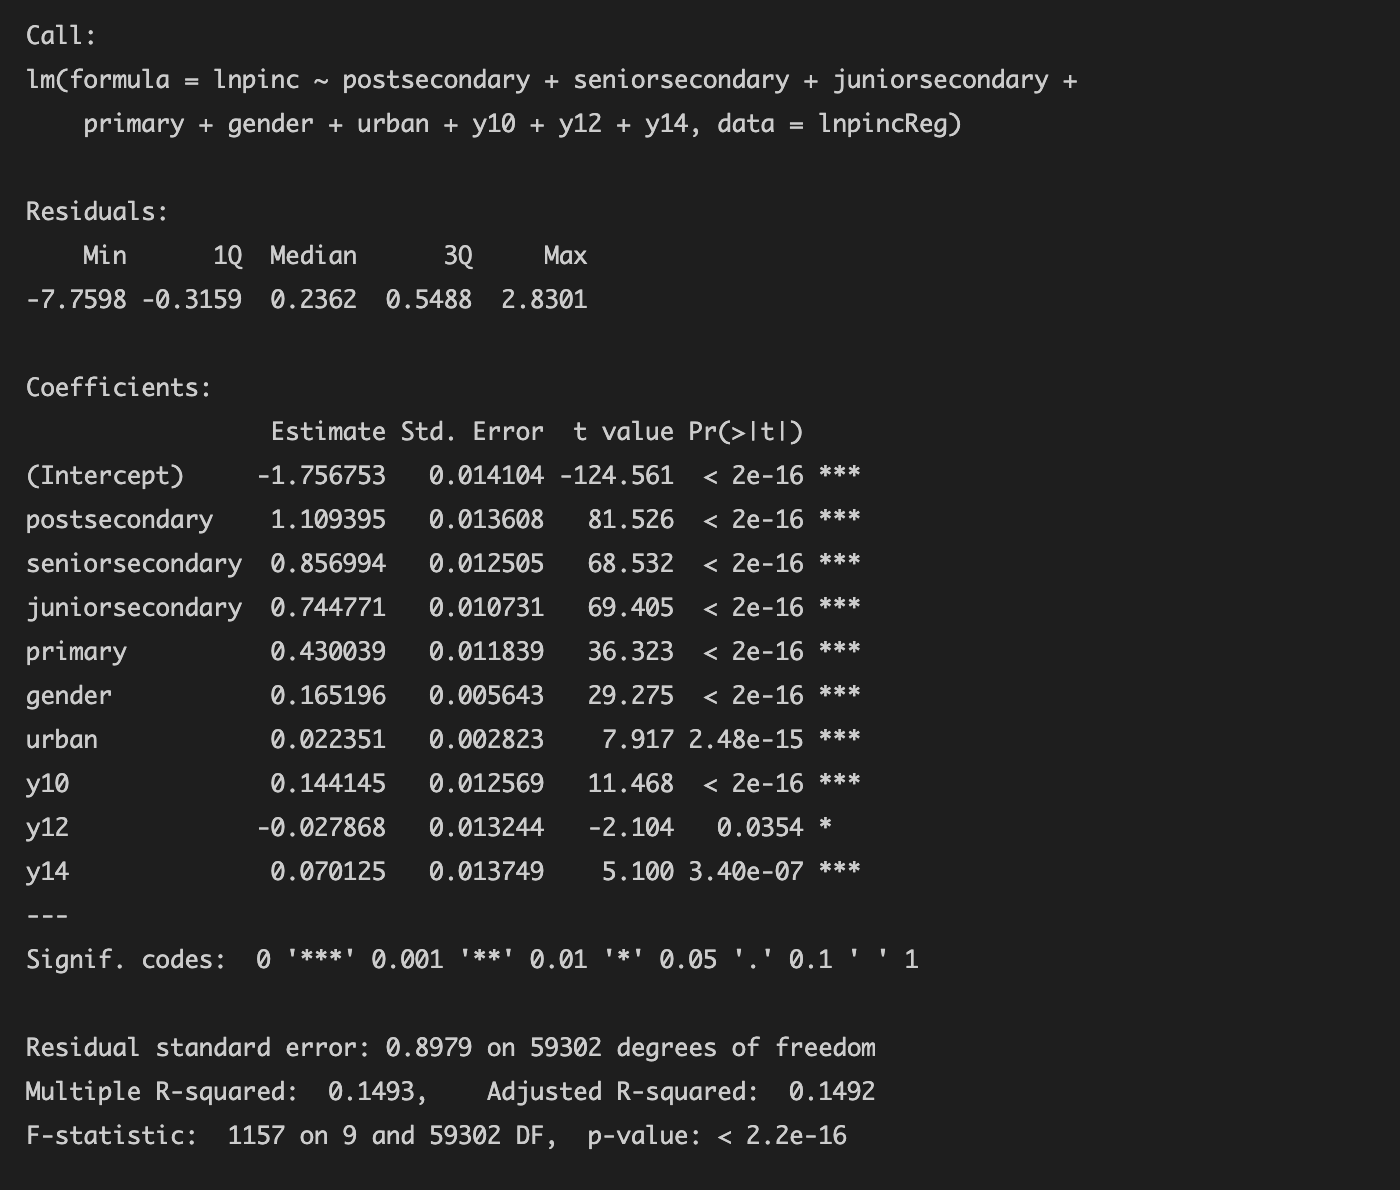 Call:
lm(formula = lnpinc ~ postsecondary + seniorsecondary + juniorsecondary +
    primary + gender + urban + y10 + y12 + y14, data = lnpincReg)

Residuals:
    Min      1Q  Median      3Q     Max
-7.7598 -0.3159  0.2362  0.5488  2.8301

Coefficients:
                 Estimate Std. Error  t value Pr(>|t|)
(Intercept)     -1.756753   0.014104 -124.561  < 2e-16 ***
postsecondary    1.109395   0.013608   81.526  < 2e-16 ***
seniorsecondary  0.856994   0.012505   68.532  < 2e-16 ***
juniorsecondary  0.744771   0.010731   69.405  < 2e-16 ***
primary          0.430039   0.011839   36.323  < 2e-16 ***
gender           0.165196   0.005643   29.275  < 2e-16 ***
urban            0.022351   0.002823    7.917 2.48e-15 ***
y10              0.144145   0.012569   11.468  < 2e-16 ***
y12             -0.027868   0.013244   -2.104   0.0354 *
y14              0.070125   0.013749    5.100 3.40e-07 ***
---
Signif. codes:  0 '***' 0.001 '**' 0.01 '*' 0.05 '.' 0.1 ' ' 1

Residual standard error: 0.8979 on 59302 degrees of freedom
Multiple R-squared:  0.1493,    Adjusted R-squared:  0.1492
F-statistic:  1157 on 9 and 59302 DF,  p-value: < 2.2e-16